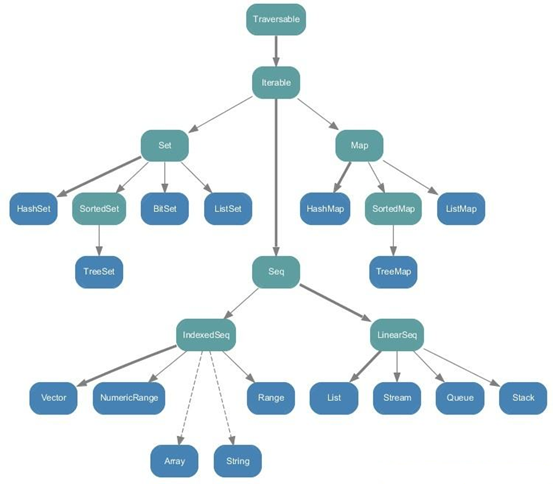 Traversable
Iterable
Set
Map
HashSet
SortedSet
BitSet
ListSet
HashMap
SortedMap
ListMap
TreeSet
Seq
TreeMap
IndexedSeq
LinearSeq
Vector
NumericRange
Range
List
Stream
Queue
Stack
Array
String